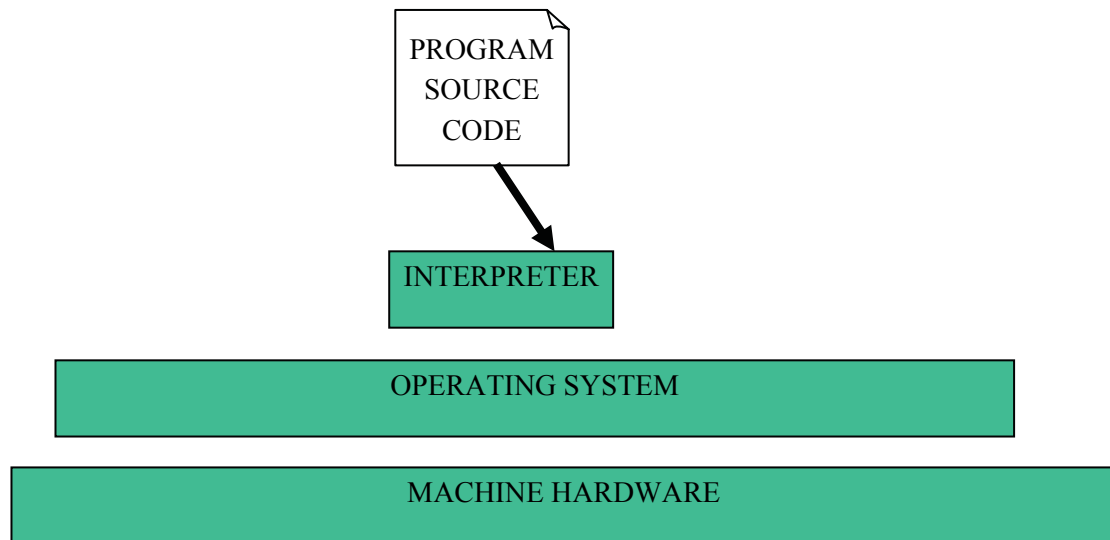 PROGRAM
SOURCE
CODE
INTERPRETER
OPERATING SYSTEM
MACHINE HARDWARE